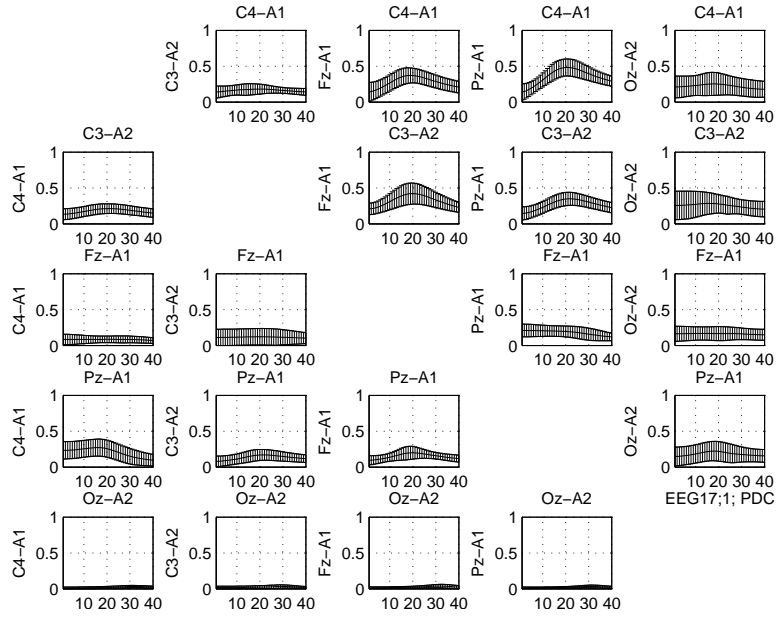 C4−A1 C4−A1 C4−A1 C4−A1
C3−A2 Fz−A1 Pz−A1 Oz−A2
1 0.5 0 1 0.5 0 1 0.5 0 1 0.5 0
10 20 30 40 10 20 30 40 10 20 30 40 10 20 30 40
C3−A2 C3−A2 C3−A2 C3−A2
C4−A1 Fz−A1 Pz−A1 Oz−A2
1 0.5 0 1 0.5 0 1 0.5 0 1 0.5 0
10 20 30 40 10 20 30 40 10 20 30 40 10 20 30 40
Fz−A1 Fz−A1 Fz−A1 Fz−A1
C4−A1 C3−A2 Pz−A1 Oz−A2
1 0.5 0 1 0.5 0 1 0.5 0 1 0.5 0
10 20 30 40 10 20 30 40 10 20 30 40 10 20 30 40
Pz−A1 Pz−A1 Pz−A1 Pz−A1
C4−A1 C3−A2 Fz−A1 Oz−A2
1 0.5 0 1 0.5 0 1 0.5 0 1 0.5 0
10 20 30 40 10 20 30 40 10 20 30 40 10 20 30 40
EEG17;1; PDC
Oz−A2 Oz−A2 Oz−A2 Oz−A2
C4−A1 C3−A2 Fz−A1 Pz−A1
1 0.5 0 1 0.5 0 1 0.5 0 1 0.5 0
10 20 30 40 10 20 30 40 10 20 30 40 10 20 30 40